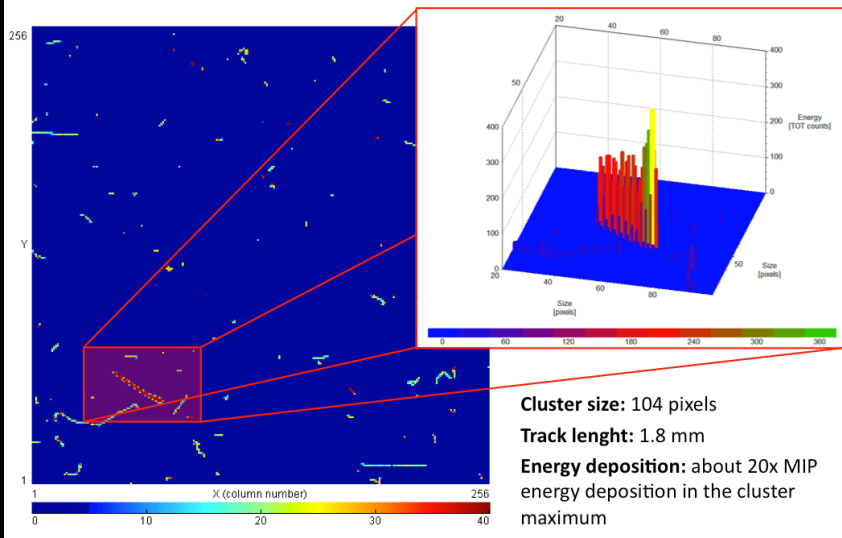 256
Y
1
1
X (column number)
256
0
10
20
30
40
20
40
60
80
50
400
300
200
100
0
Energy
[TOT counts]
400
300
200
100
0
20
40
60
80
50
Size
[pixels]
Size
[pixels]
0
60
120
180
240
300
360
Cluster size: 104 pixels
Track lenght: 1.8 mm
Energy deposition: about 20x MIP
energy deposition in the cluster
maximum